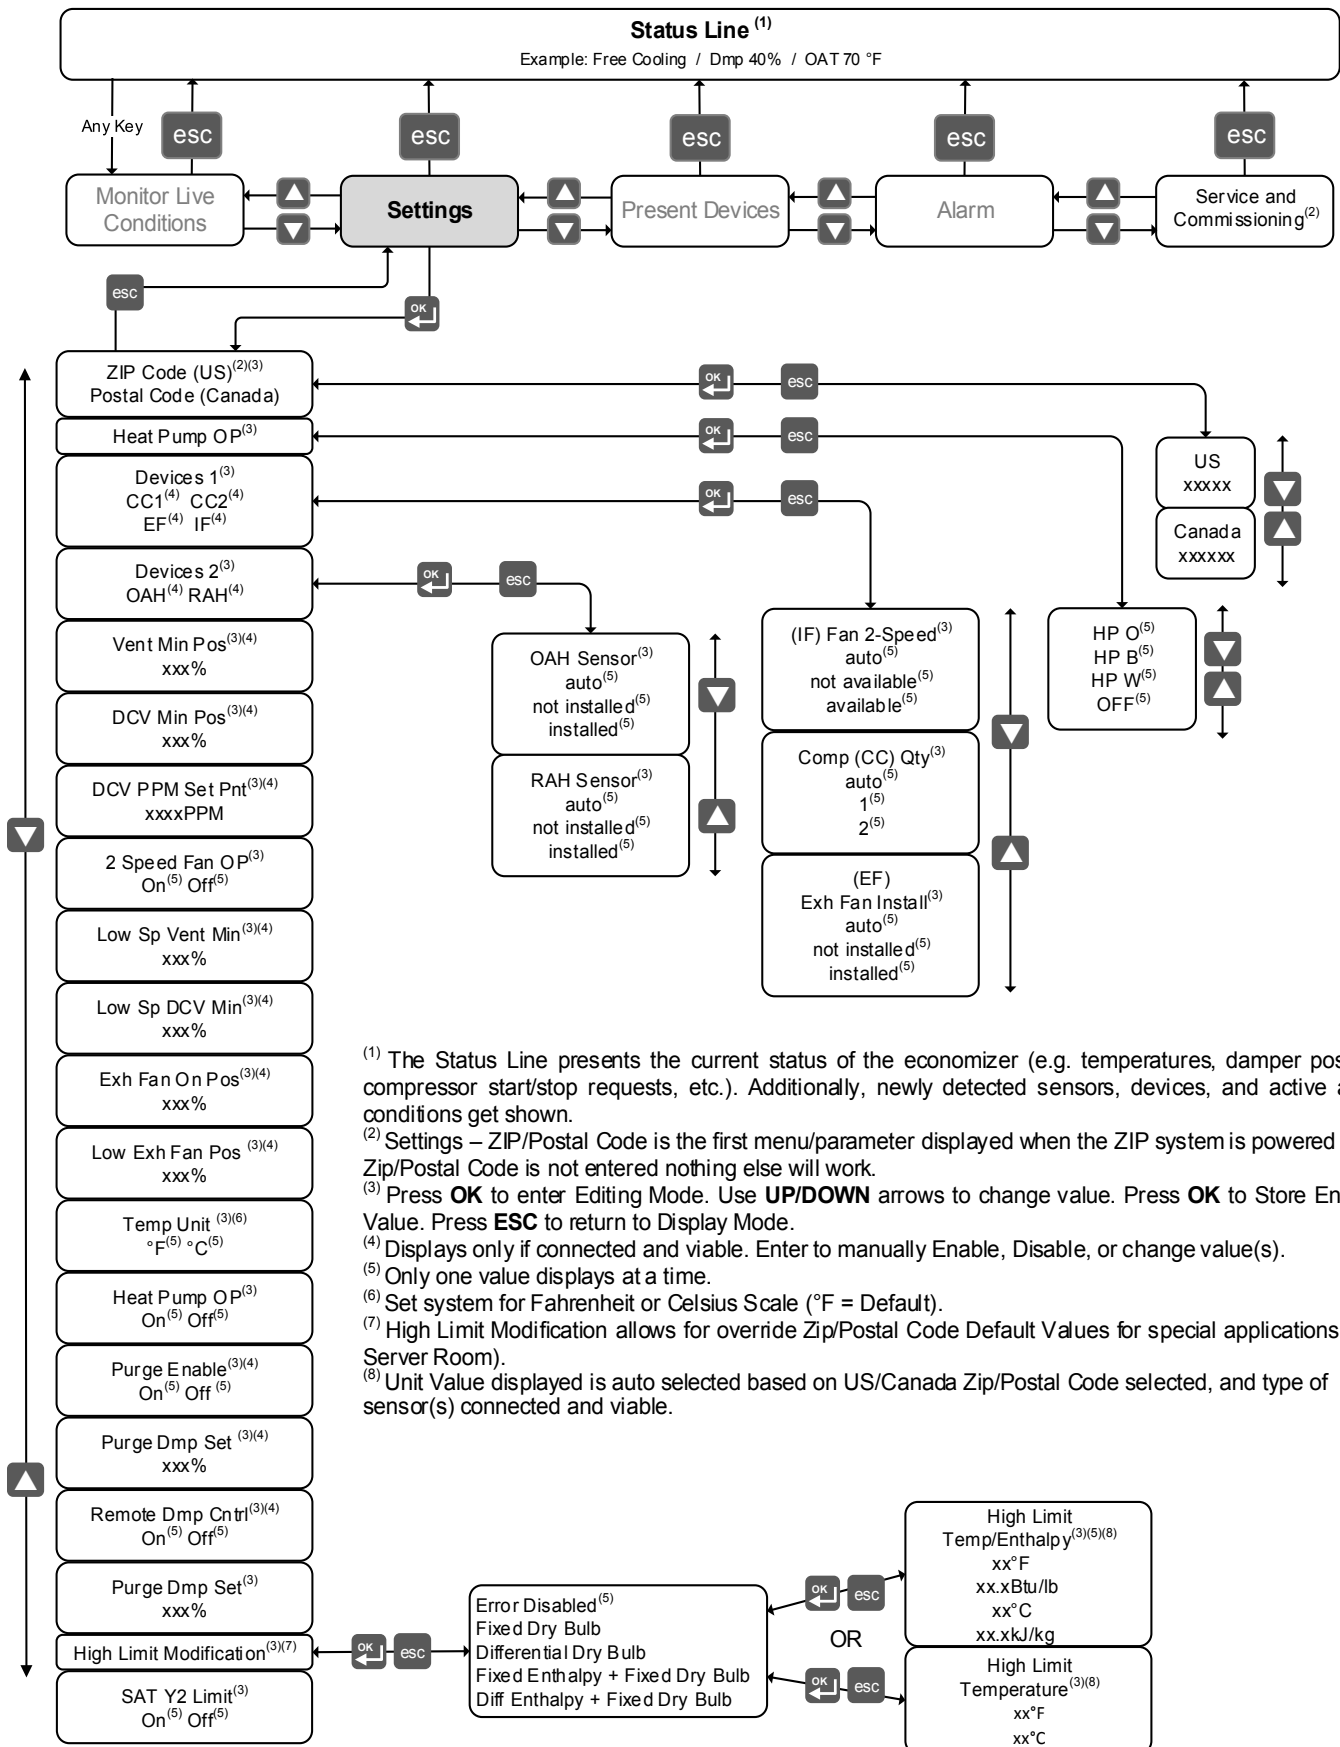 Status Line (1)
Example: Free Cooling / Dmp 40% / OAT 70 °F
Any Key
esc
esc
esc
esc
esc
Monitor Live
Conditions
Settings
Present Devices
Alarm
Service and
Commissioning(2)
esc
OK
ZIP Code (US)(2)(3)
Postal Code (Canada)
OK
esc
Heat Pump OP(3)
OK
esc
Devices 1(3)
CC1(4) CC2(4)
EF(4) IF(4)
OK
esc
Devices 2(3)
OAH(4) RAH(4)
OK
esc
US
xxxxx
Canada
xxxxxx
HP O(5)
HP B(5)
HP W(5)
OFF(5)
(IF) Fan 2-Speed(3)
auto(5)
not available(5)
available(5)
Comp (CC) Qty(3)
auto(5)
1(5)
2(5)
(EF)
Exh Fan Install(3)
auto(5)
not installed(5)
installed(5)
OAH Sensor(3)
auto(5)
not installed(5)
installed(5)
RAH Sensor(3)
auto(5)
not installed(5)
installed(5)
Vent Min Pos(3)(4)
xxx%
DCV Min Pos(3)(4)
xxx%
DCV PPM Set Pnt(3)(4)
xxxxPPM
2 Speed Fan OP(3)
On(5) Off(5)
Low Sp Vent Min(3)(4)
xxx%
Low Sp DCV Min(3)(4)
xxx%
Exh Fan On Pos(3)(4)
xxx%
Low Exh Fan Pos (3)(4)
xxx%
Temp Unit (3)(6)
°F(5) °C(5)
Heat Pump OP(3)
On(5) Off(5)
Purge Enable(3)(4)
On(5) Off (5)
Purge Dmp Set (3)(4)
xxx%
Remote Dmp Cntrl(3)(4)
On(5) Off(5)
Purge Dmp Set(3)
xxx%
High Limit Modification(3)(7)
SAT Y2 Limit(3)
On(5) Off(5)
(1) The Status Line presents the current status of the economizer (e.g. temperatures, damper pos
compressor start/stop requests, etc.). Additionally, newly detected sensors, devices, and active a
conditions get shown.
(2) Settings – ZIP/Postal Code is the first menu/parameter displayed when the ZIP system is powered
Zip/Postal Code is not entered nothing else will work.
(3) Press OK to enter Editing Mode. Use UP/DOWN arrows to change value. Press OK to Store En
Value. Press ESC to return to Display Mode.
(4) Displays only if connected and viable. Enter to manually Enable, Disable, or change value(s).
(5) Only one value displays at a time.
(6) Set system for Fahrenheit or Celsius Scale (°F = Default).
(7) High Limit Modification allows for override Zip/Postal Code Default Values for special applications
Server Room).
(8) Unit Value displayed is auto selected based on US/Canada Zip/Postal Code selected, and type of
sensor(s) connected and viable.
OK
esc
Error Disabled(5)
Fixed Dry Bulb
Differential Dry Bulb
Fixed Enthalpy + Fixed Dry Bulb
Diff Enthalpy + Fixed Dry Bulb
OK
esc
OR
OK
esc
High Limit
Temp/Enthalpy(3)(5)(8)
xx°F
xx.xBtu/lb
xx°C
xx.xkJ/kg
High Limit
Temperature(3)(8)
xx°F
xx°C